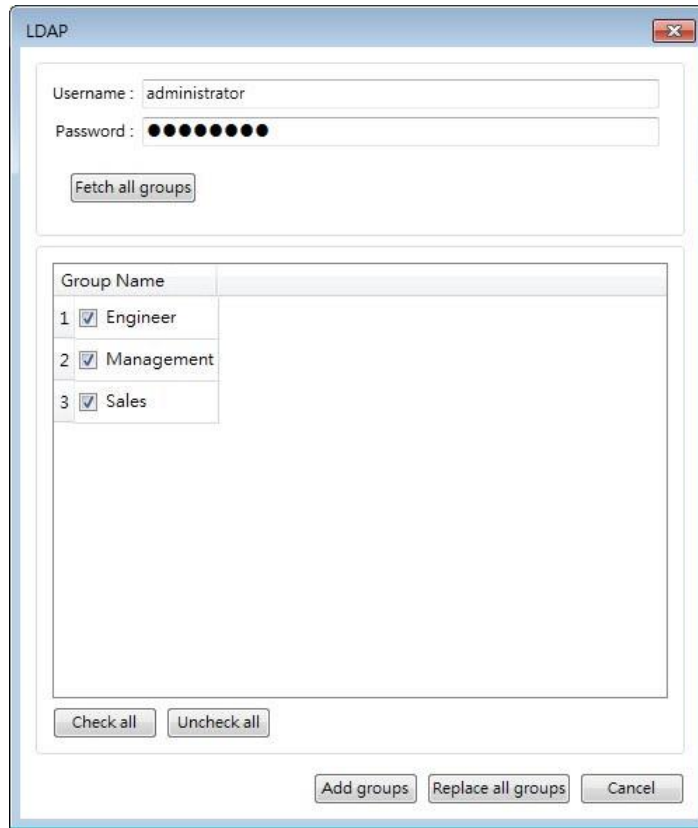 LDAP
Username : administrator
Password : ●●●●●●●●
Fetch all groups
Group Name
1 Engineer
2 Management
3 Sales
Check all Uncheck all
Add groups Replace all groups Cancel